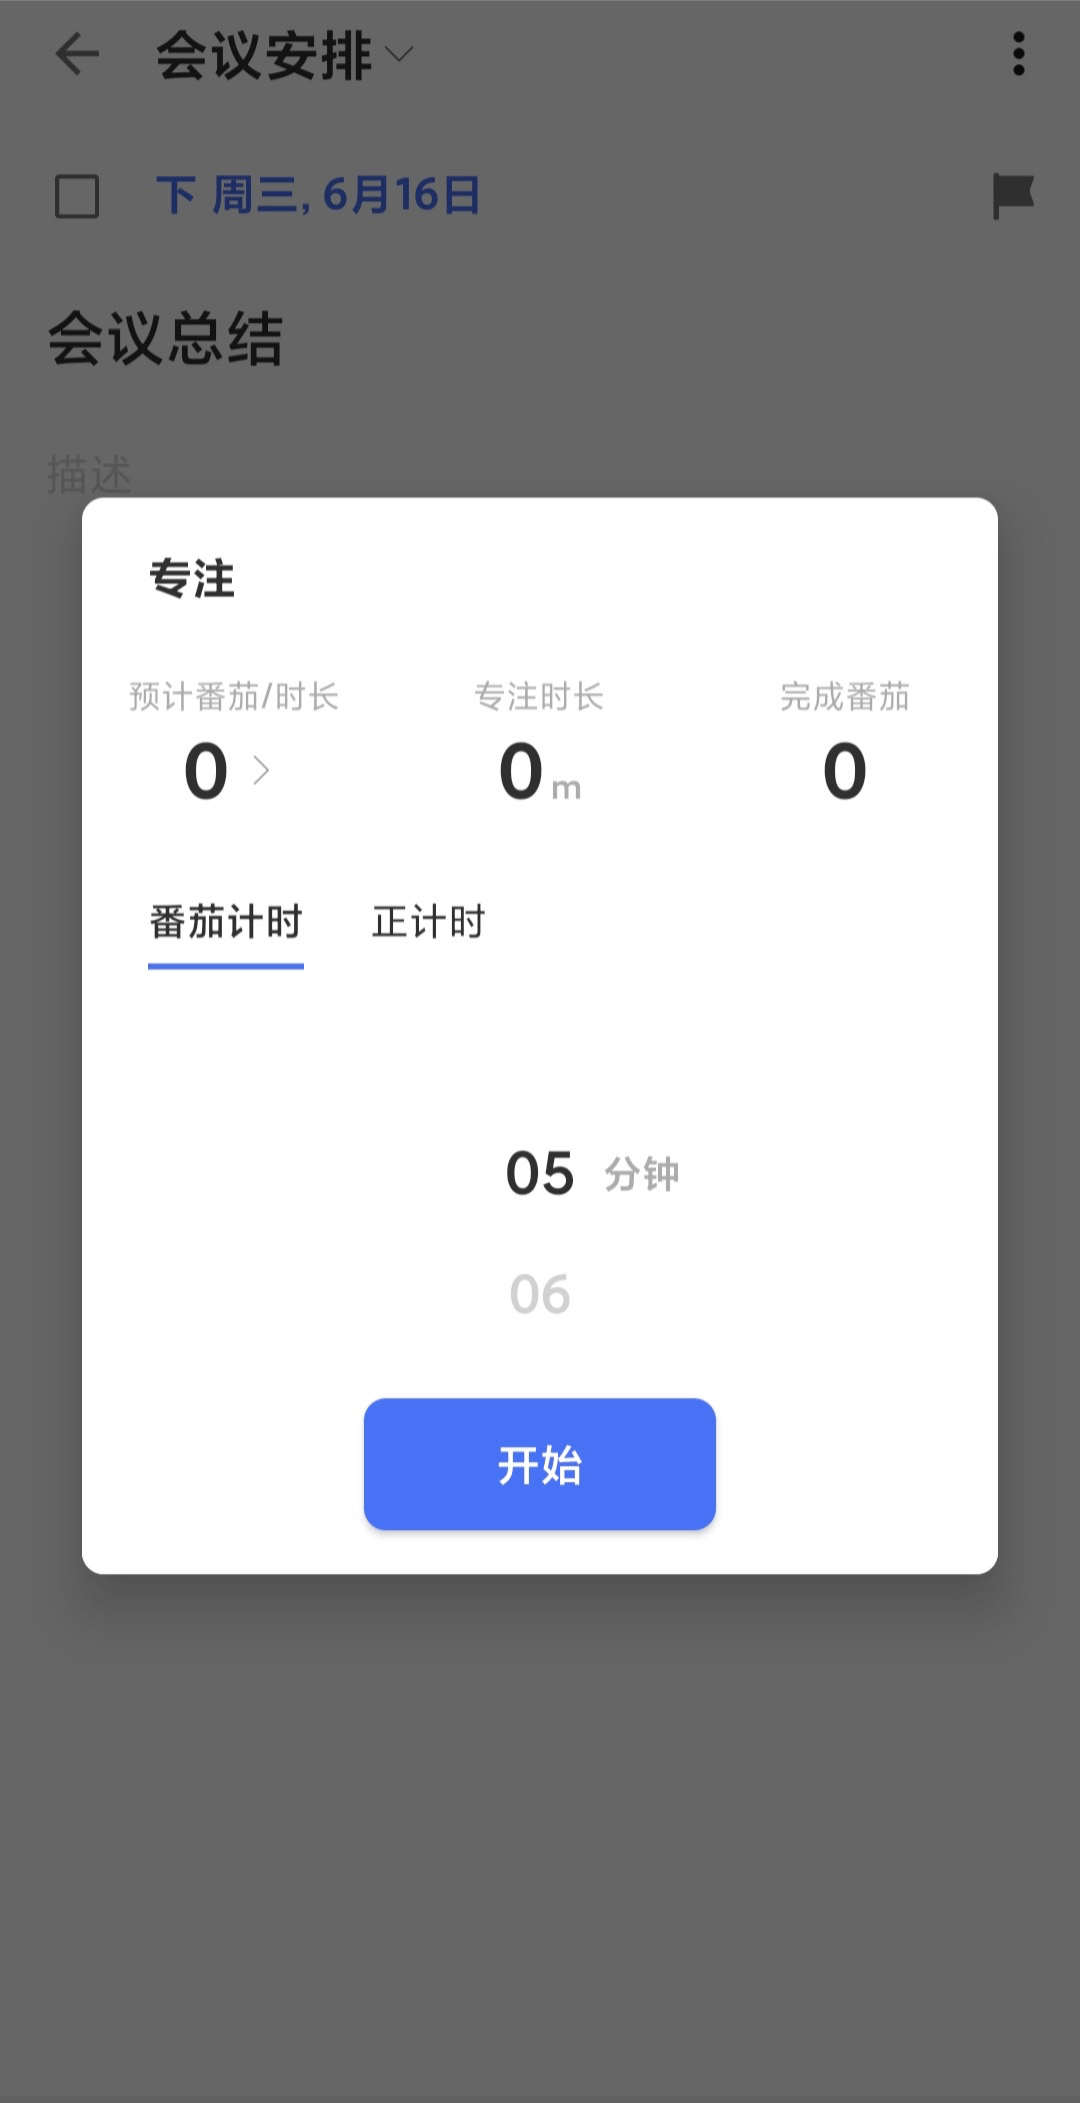 会议安排
下 周三, 6月16日
会议总结
描述
专注
预计番茄/时长 专注时长 完成番茄
0 0m 0
番茄计时 正计时
05 分钟
06
开始